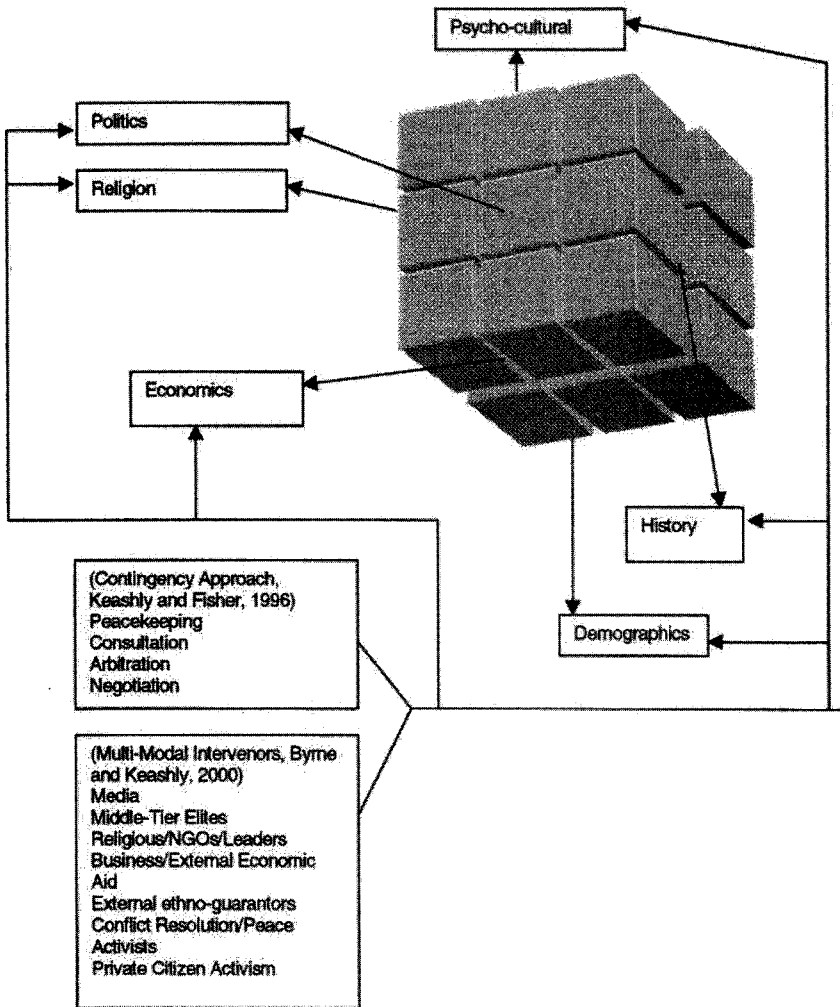 Psycho-cultural
Politics
Religion
Economics
History
Demographics
(Contingency Approach,
Keashly and Fisher, 1996)
Peacekeeping
Consultation
Arbitration
Negotiation
(Multi-Modal Intervenors, Byrne
and Keashly, 2000)
Media
Middle-Tier Elites
Religious/NGOs/Leaders
Business/External Economic
Aid
External ethno-guarantors
Conflict Resolution/Peace
Activists
Private Citizen Activism